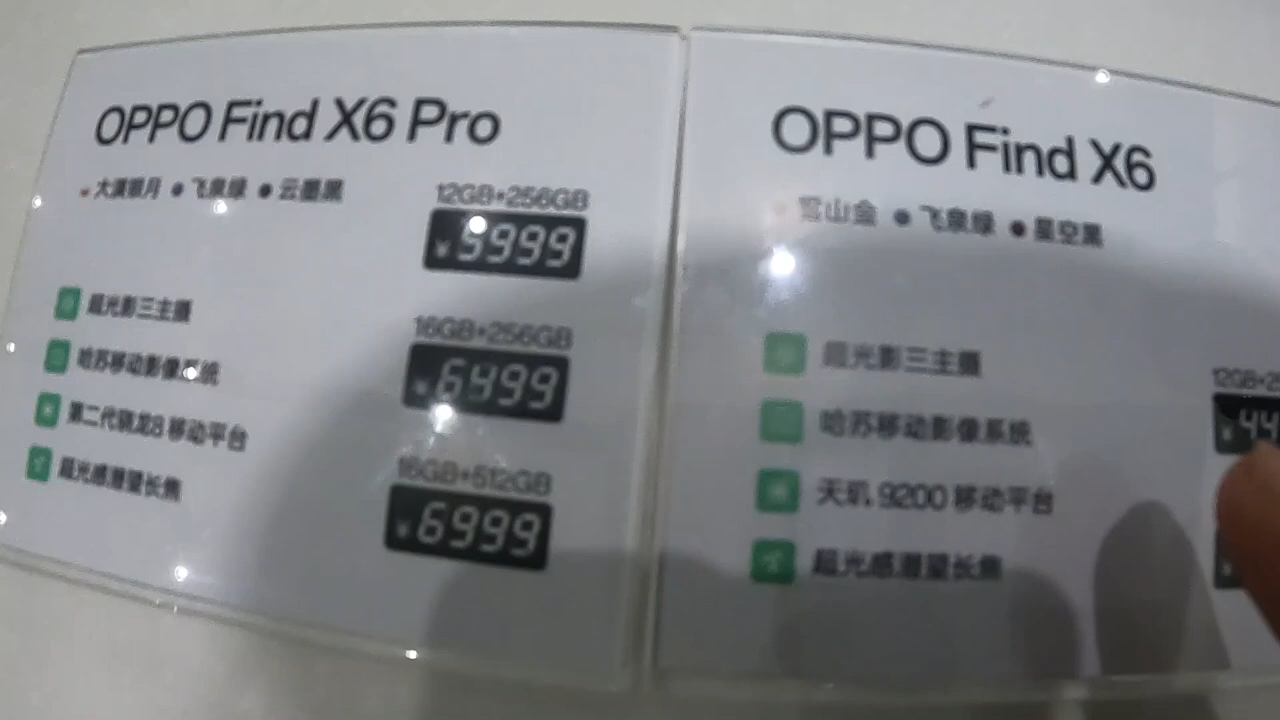 OPPO Find X6 Pro
大漠银月 飞泉绿 云墨黑
12GB+256GB
¥5999
超光影三主摄
16GB+256GB
哈苏移动影像系统
¥6499
第二代骁龙8 移动平台
16GB+512GB
超光感潜望长焦
¥6999
OPPO Find X6
雪山金 飞泉绿 星空黑
超光影三主摄
哈苏移动影像系统
天玑 9200 移动平台
超光感潜望长焦